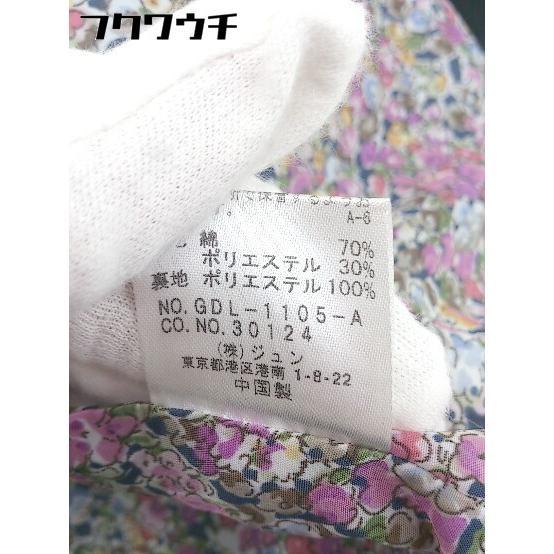 フクワウチ
A-6
綿 70%
ポリエステル 30%
裏地 ポリエステル 100%
NO.GDL-1105-A
CO.NO.30124
(株)ジュン
東京都港区港南 1-8-22
中国製